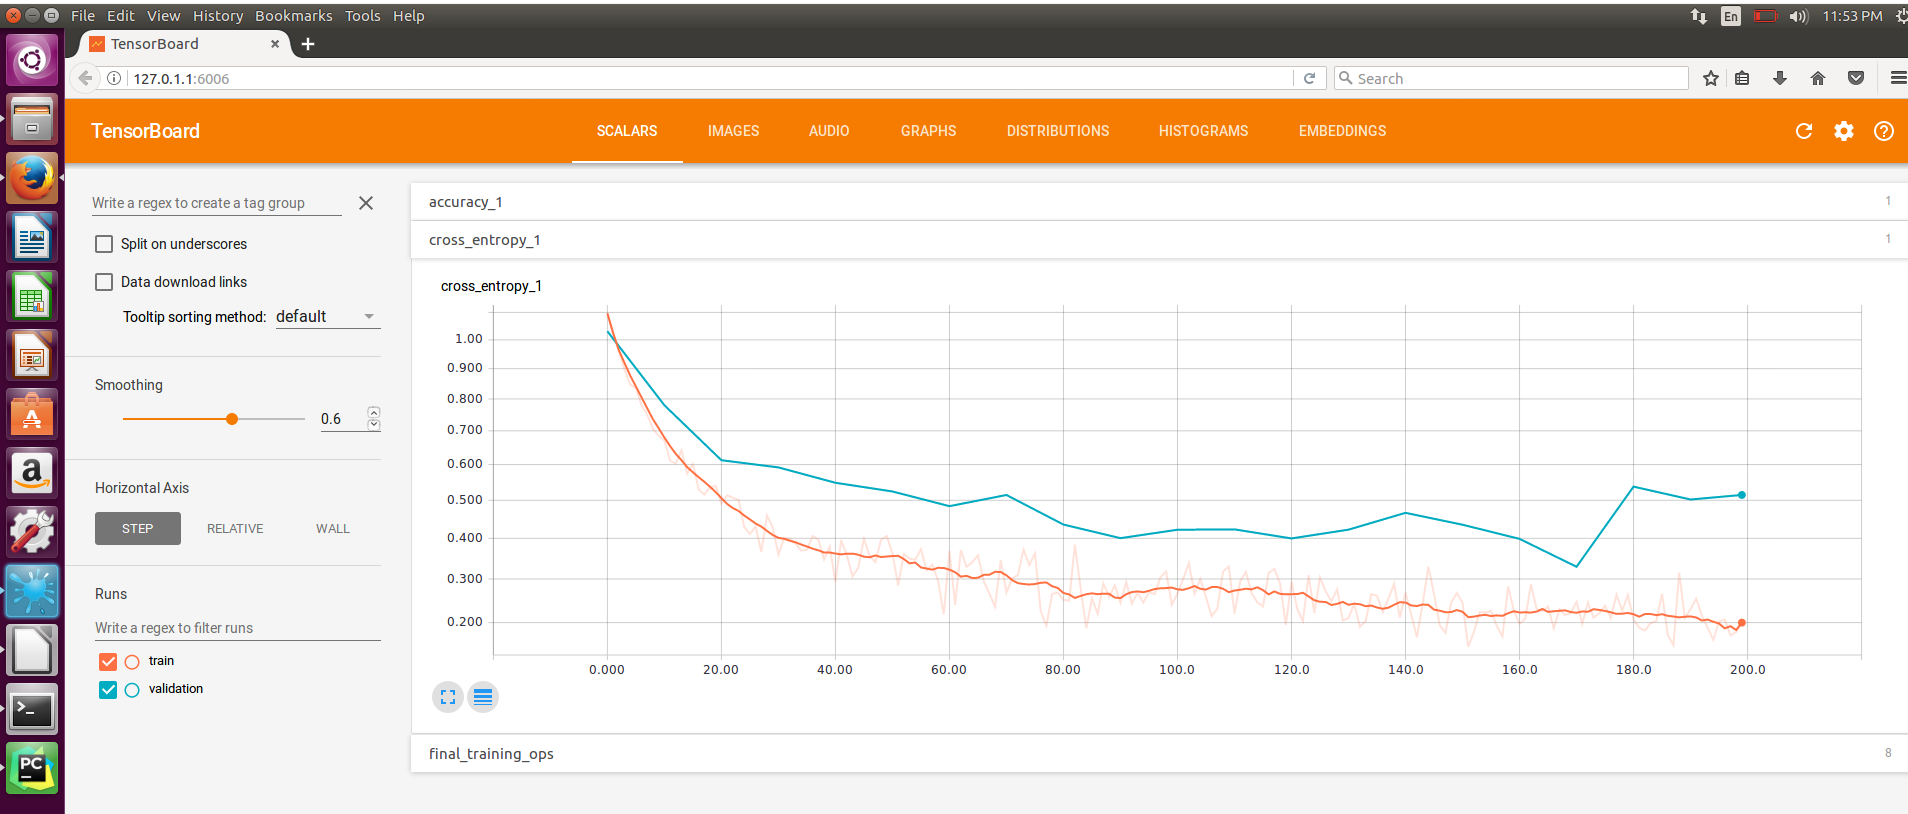 File Edit View History Bookmarks Tools Help
En 11:53 PM
TensorBoard
127.0.1.1:6006
Search
TensorBoard
SCALARS IMAGES AUDIO GRAPHS DISTRIBUTIONS HISTOGRAMS EMBEDDINGS
Write a regex to create a tag group
Split on underscores
Data download links
Tooltip sorting method: default
Smoothing
0.6
Horizontal Axis
STEP RELATIVE WALL
Runs
Write a regex to filter runs
train
validation
accuracy_1 1
cross_entropy_1 1
cross_entropy_1
1.00
0.900
0.800
0.700
0.600
0.500
0.400
0.300
0.200
0.000 20.00 40.00 60.00 80.00 100.0 120.0 140.0 160.0 180.0 200.0
final_training_ops 8
A
a
>_
PC